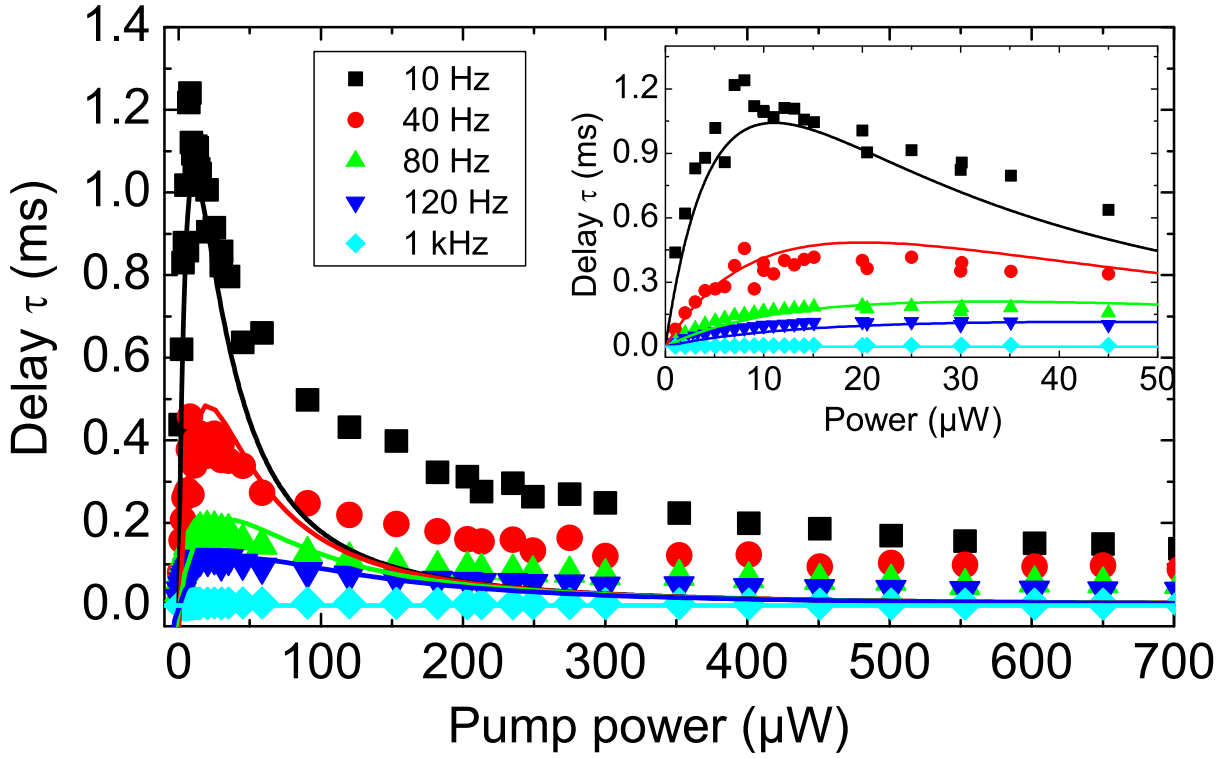 1.4
1.2
1.0
0.8
0.6
0.4
0.2
0.0
Delay τ (ms)
0 100 200 300 400 500 600 700
Pump power (µW)
10 Hz
40 Hz
80 Hz
120 Hz
1 kHz
1.2
0.9
0.6
0.3
0.0
Delay τ (ms)
0 10 20 30 40 50
Power (µW)